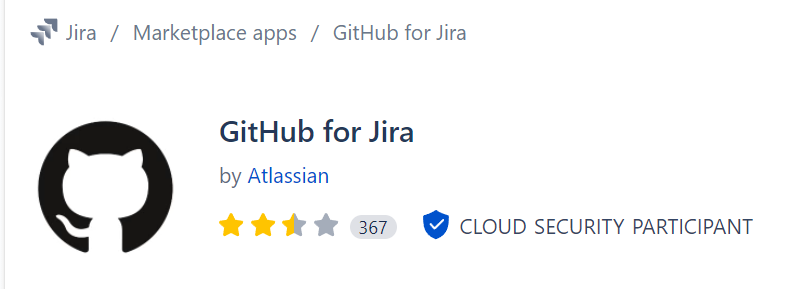 Jira / Marketplace apps / GitHub for Jira
GitHub for Jira
by Atlassian
367 CLOUD SECURITY PARTICIPANT